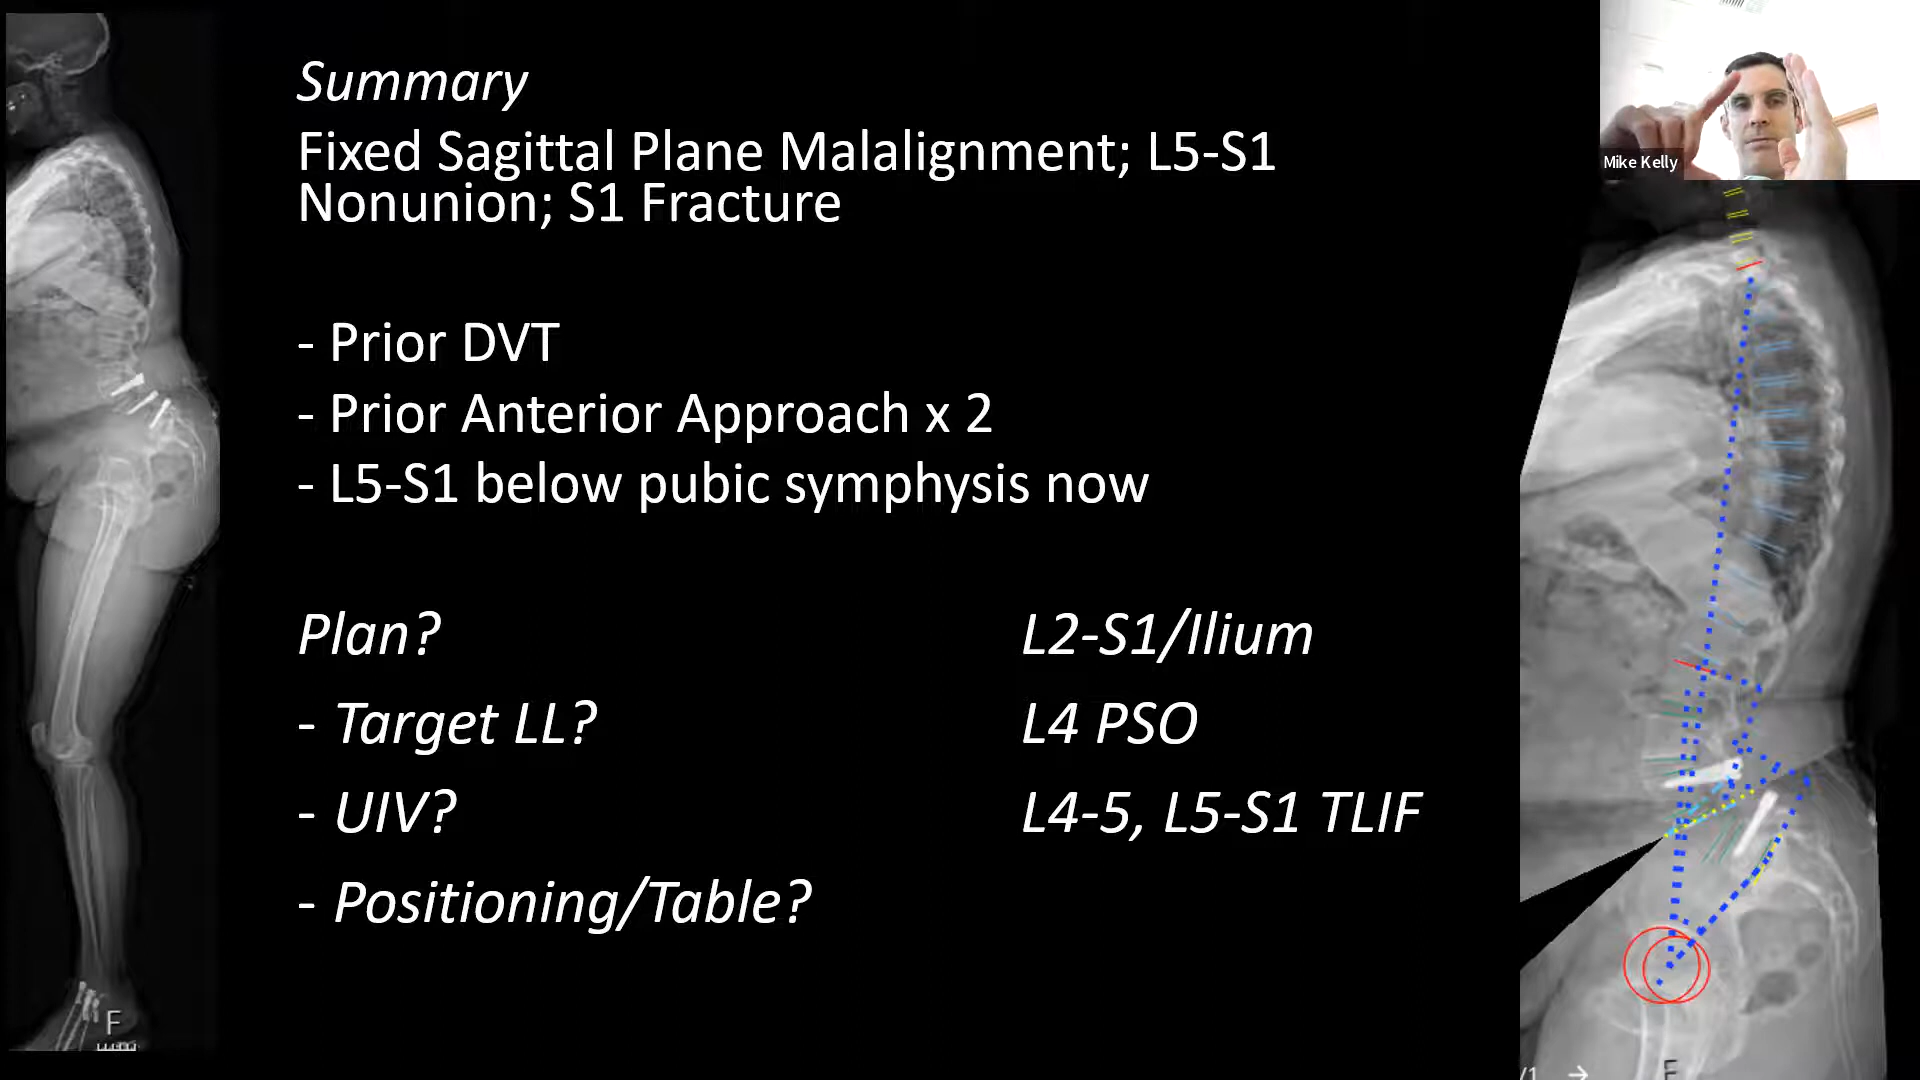 Summary
Fixed Sagittal Plane Malalignment; L5-S1
Nonunion; S1 Fracture
- Prior DVT
- Prior Anterior Approach x 2
- L5-S1 below pubic symphysis now
Plan?
- Target LL?
- UIV?
- Positioning/Table?
L2-S1/Ilium
L4 PSO
L4-5, L5-S1 TLIF
Mike Kelly
F
F
/1 →